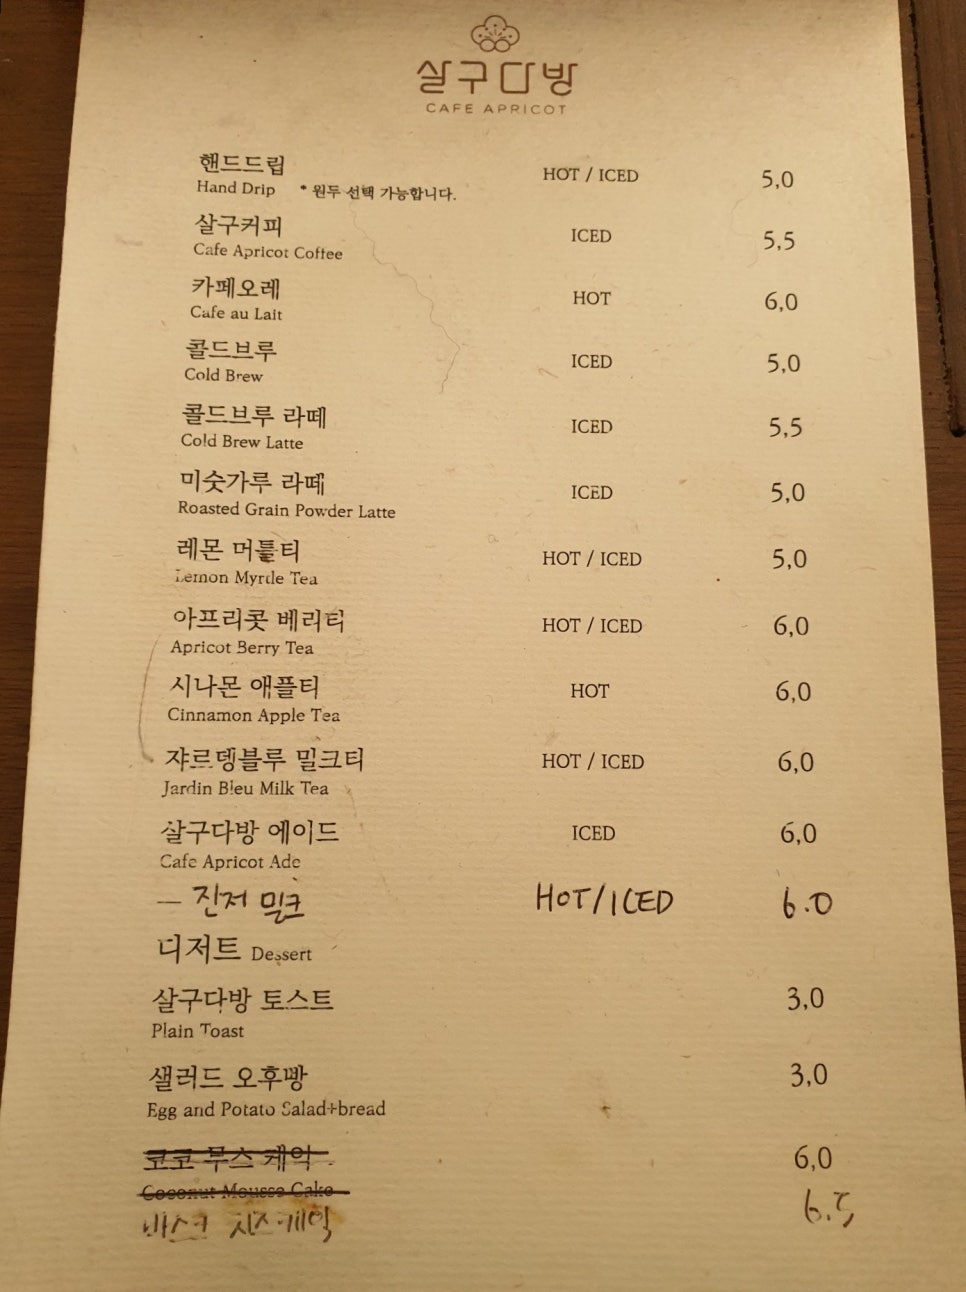 살구다방
CAFE APRICOT
핸드드립 HOT / ICED 5,0
Hand Drip * 원두 선택 가능합니다.
살구커피 ICED 5,5
Cafe Apricot Coffee
카페오레 HOT 6,0
Cafe au Lait
콜드브루 ICED 5,0
Cold Brew
콜드브루 라떼 ICED 5,5
Cold Brew Latte
미숫가루 라떼 ICED 5,0
Roasted Grain Powder Latte
레몬 머틀티 HOT / ICED 5,0
Lemon Myrtle Tea
아프리콧 베리티 HOT / ICED 6,0
Apricot Berry Tea
시나몬 애플티 HOT 6,0
Cinnamon Apple Tea
쟈르뎅블루 밀크티 HOT / ICED 6,0
Jardin Bleu Milk Tea
살구다방 에이드 ICED 6,0
Cafe Apricot Ade
— 진저 밀크 HOT/ICED 6.0
디저트 Dessert
살구다방 토스트 3,0
Plain Toast
샐러드 오후빵 3,0
Egg and Potato Salad+bread
코코 무스 케익 6,0
Coconut Mousse Cake
바스크 치즈케익 6.5